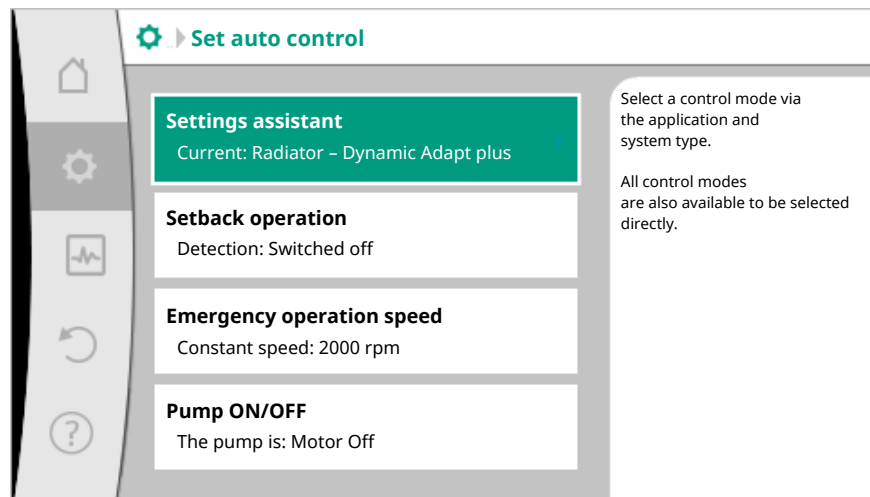 Set auto control
Settings assistant
Current: Radiator – Dynamic Adapt plus
Setback operation
Detection: Switched off
Emergency operation speed
Constant speed: 2000 rpm
Pump ON/OFF
The pump is: Motor Off
Select a control mode via
the application and
system type.
All control modes
are also available to be selected
directly.
?